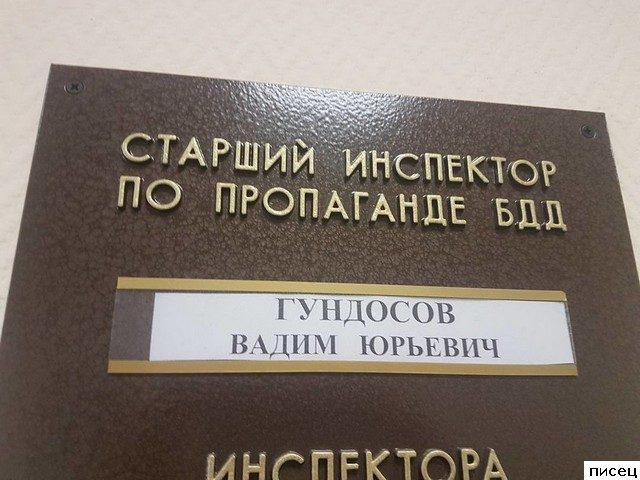 СТАРШИЙ ИНСПЕКТОР
ПО ПРОПАГАНДЕ БДД
ГУНДОСОВ
ВАДИМ ЮРЬЕВИЧ
ИНСПЕКТОРА
писец